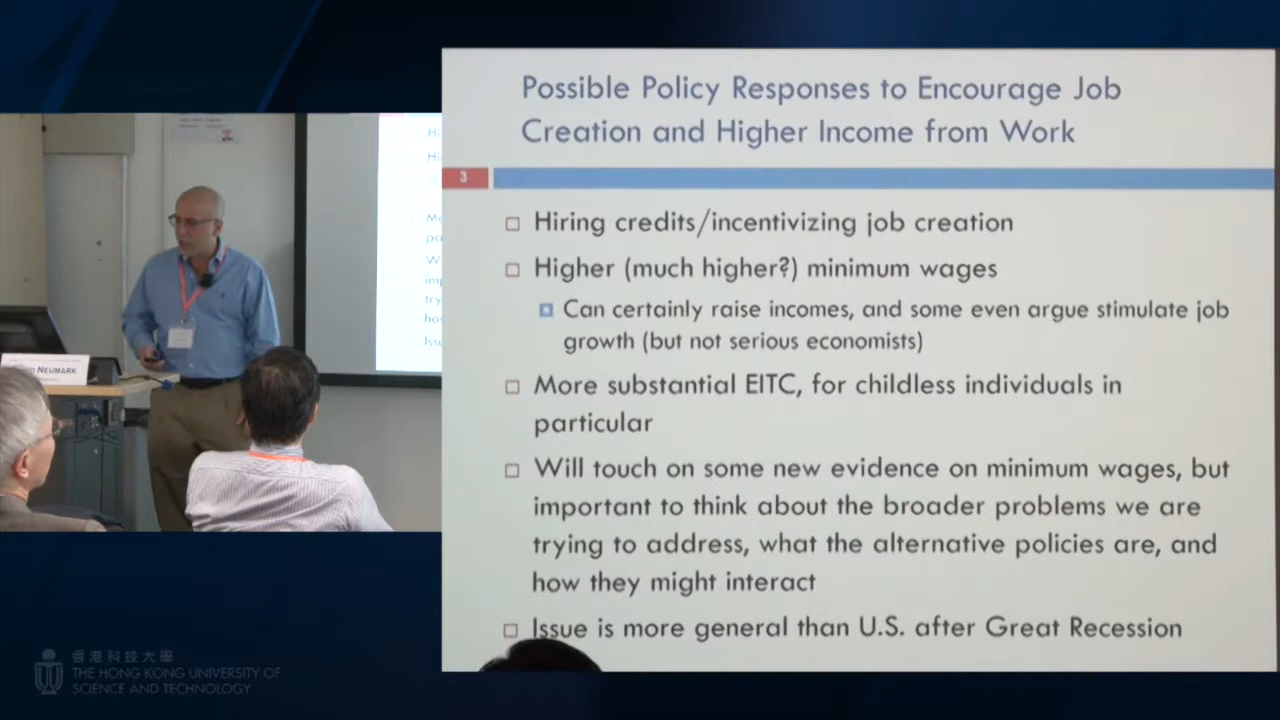 Possible Policy Responses to Encourage Job
Creation and Higher Income from Work
3
Hiring credits/incentivizing job creation
Higher (much higher?) minimum wages
Can certainly raise incomes, and some even argue stimulate job
growth (but not serious economists)
More substantial EITC, for childless individuals in
particular
Will touch on some new evidence on minimum wages, but
important to think about the broader problems we are
trying to address, what the alternative policies are, and
how they might interact
Issue is more general than U.S. after Great Recession
NEUMARK
香港科技大學
THE HONG KONG UNIVERSITY OF
SCIENCE AND TECHNOLOGY